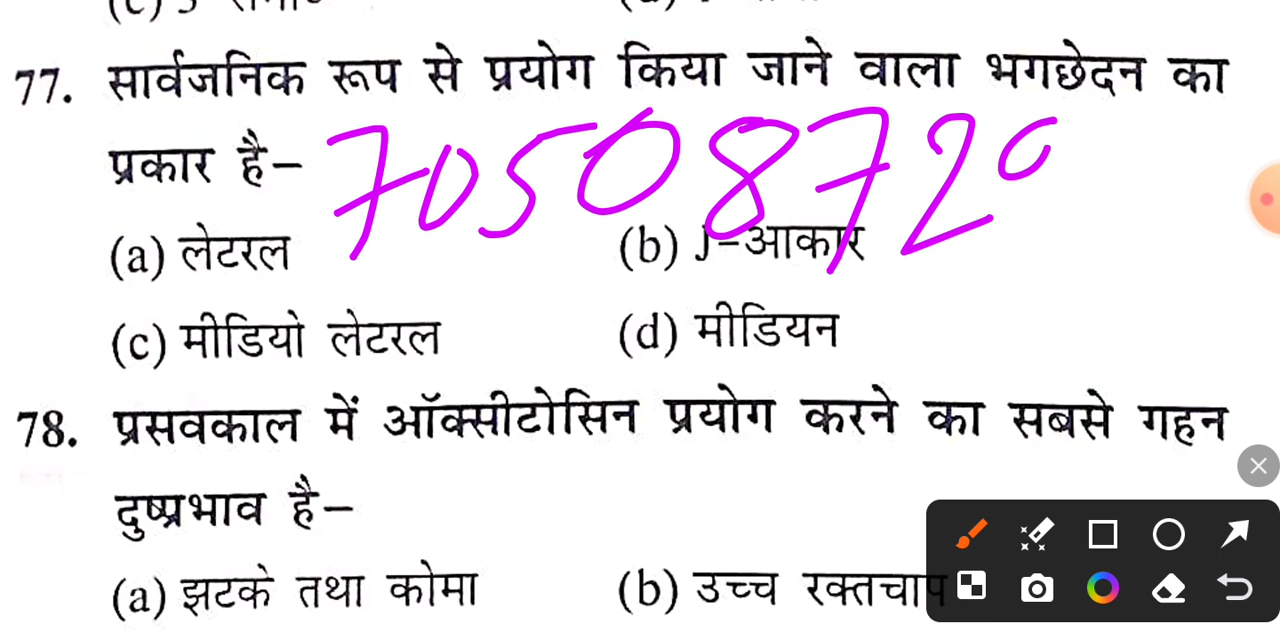 77. सार्वजनिक रूप से प्रयोग किया जाने वाला भगछेदन का
प्रकार है–
70508720
(a) लेटरल (b) J-आकार
(c) मीडियो लेटरल (d) मीडियन
78. प्रसवकाल में ऑक्सीटोसिन प्रयोग करने का सबसे गहन
दुष्प्रभाव है–
(a) झटके तथा कोमा (b) उच्च रक्तचाप